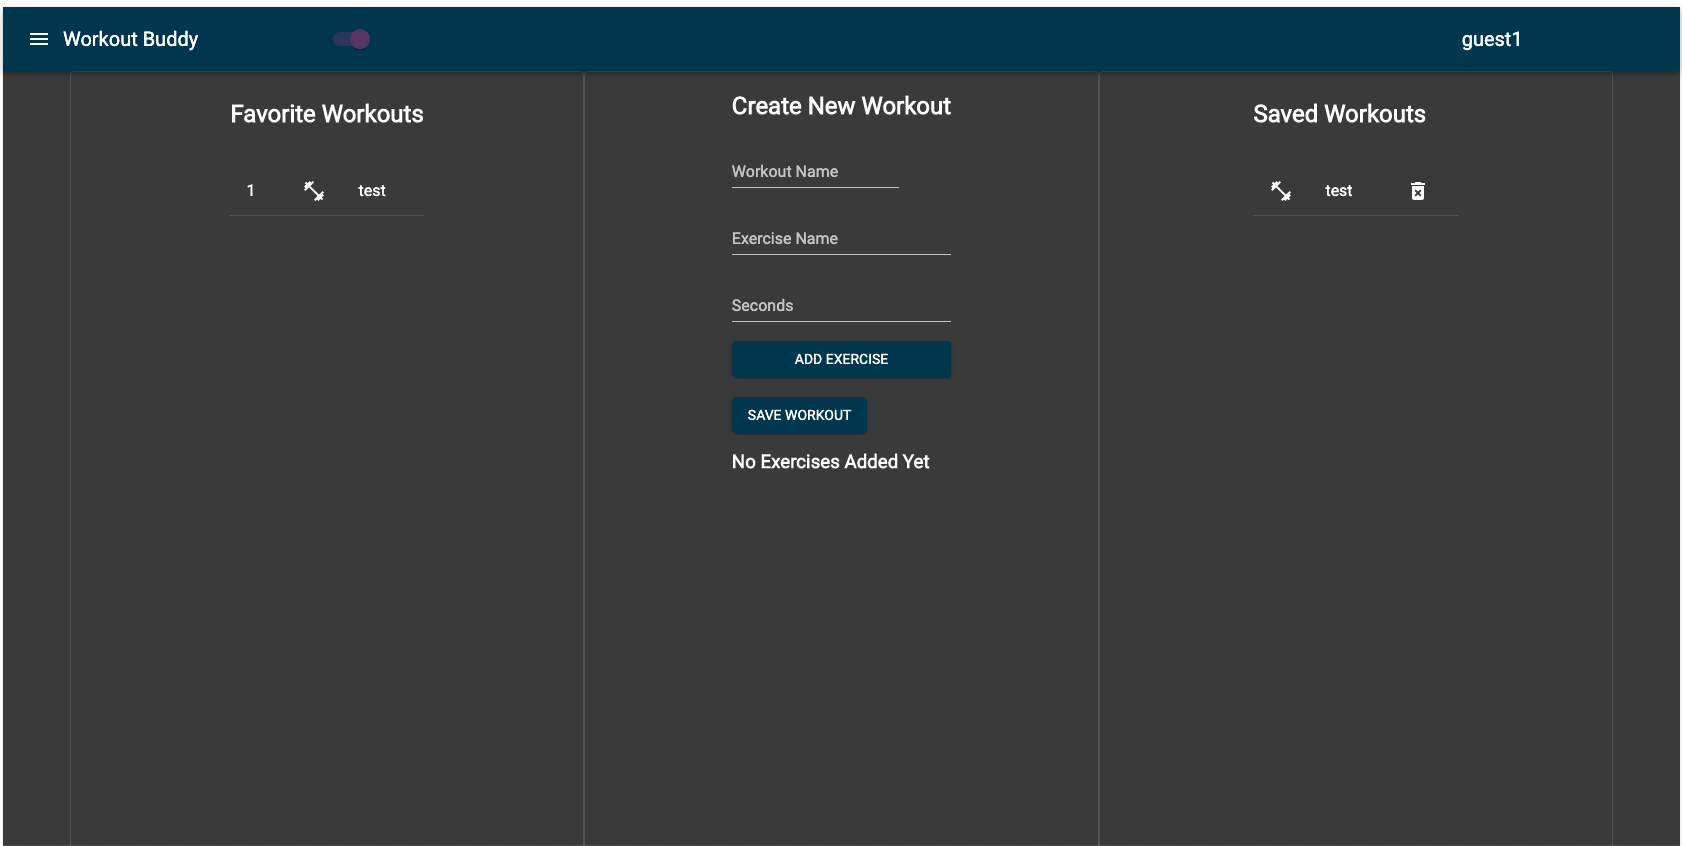 Workout Buddy
guest1
Favorite Workouts
1 test
Create New Workout
Workout Name
Exercise Name
Seconds
ADD EXERCISE
SAVE WORKOUT
No Exercises Added Yet
Saved Workouts
test